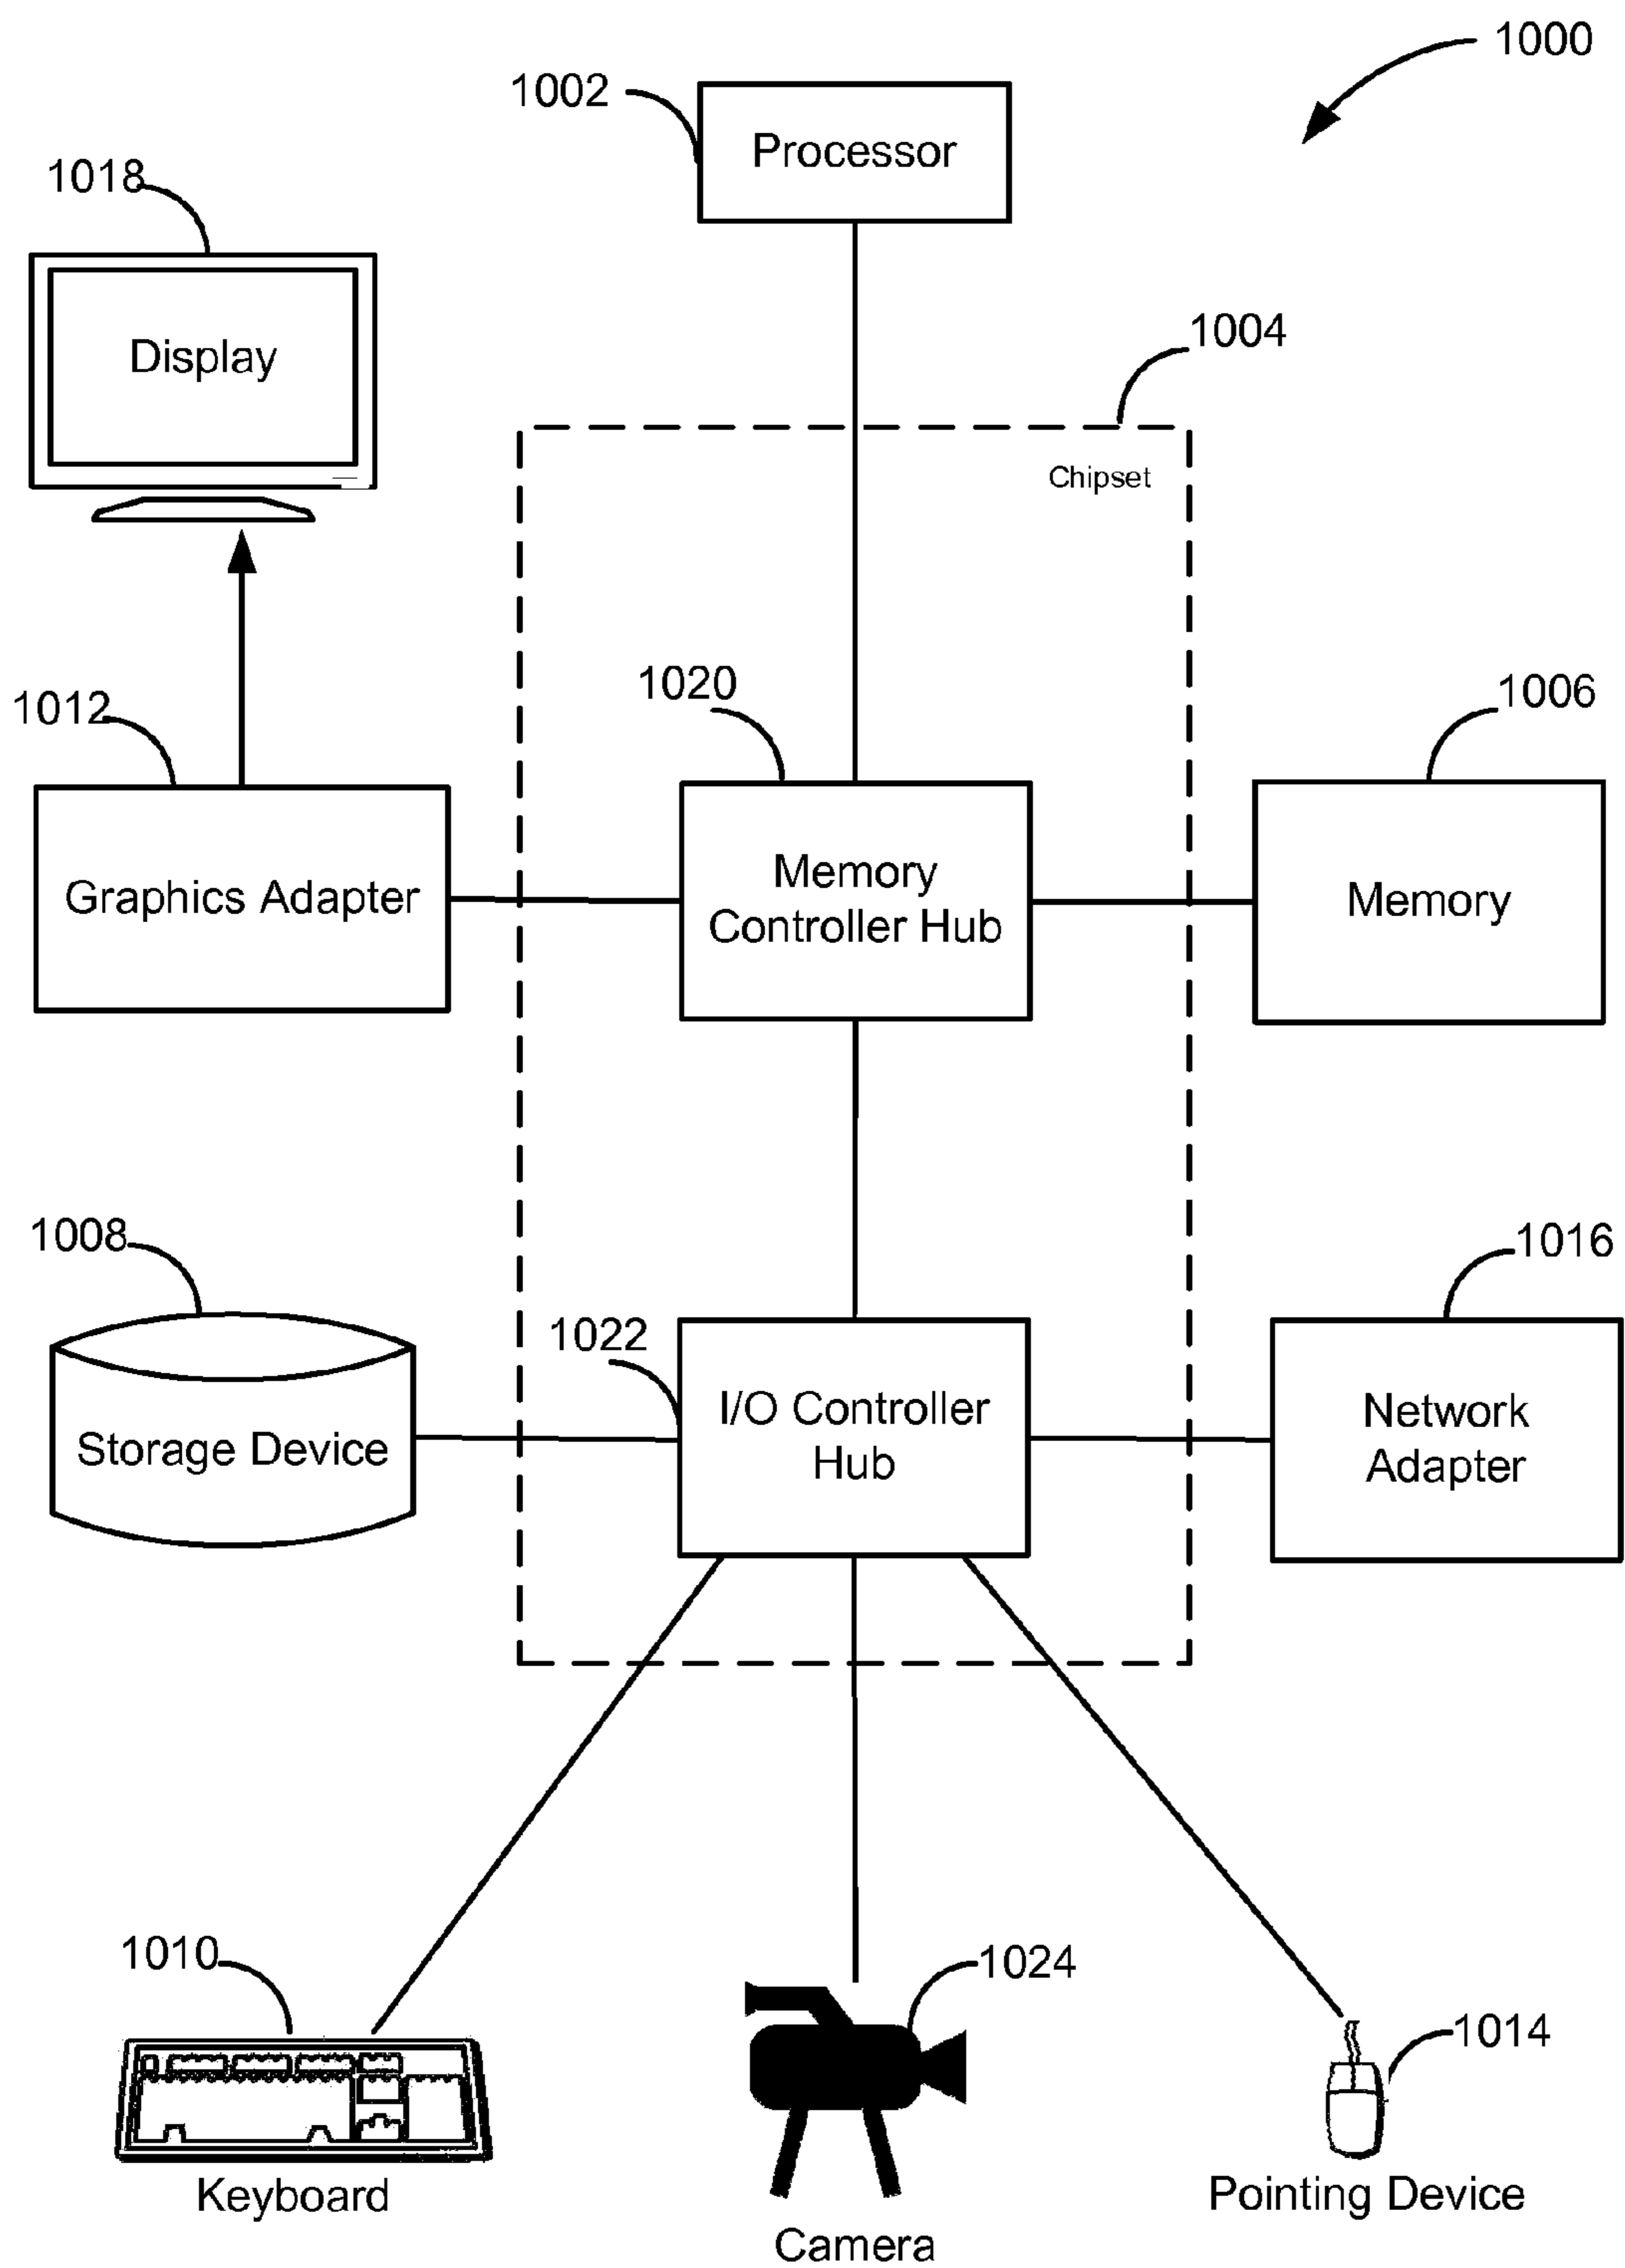 1000
1002
Processor
1018
Display
1004
Chipset
1020
1012
1006
Memory
Controller Hub
Graphics Adapter
Memory
1008
1016
1022
I/O Controller
Hub
Storage Device
Network
Adapter
1010
1024
1014
Keyboard
Pointing Device
Camera